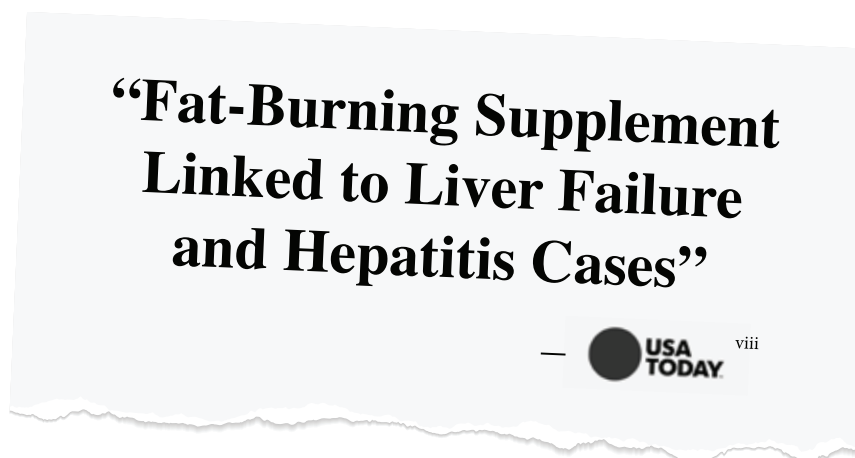 “Fat-Burning Supplement
Linked to Liver Failure
and Hepatitis Cases”
— USA
TODAY viii